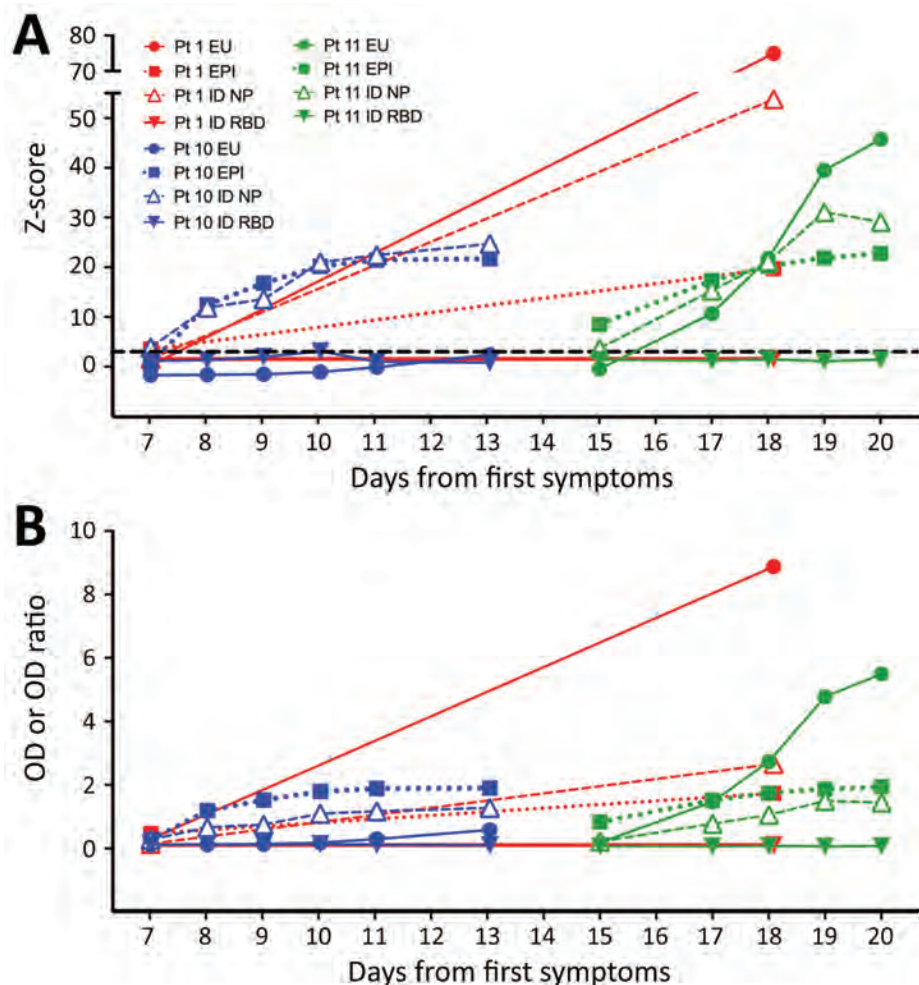 A
Z-score
80
70
50
40
30
20
10
0
Pt 1 EU
Pt 1 EPI
Pt 1 ID NP
Pt 1 ID RBD
Pt 10 EU
Pt 10 EPI
Pt 10 ID NP
Pt 10 ID RBD
Pt 11 EU
Pt 11 EPI
Pt 11 ID NP
Pt 11 ID RBD
7 8 9 10 11 12 13 14 15 16 17 18 19 20
Days from first symptoms
B
OD or OD ratio
10
8
6
4
2
0
7 8 9 10 11 12 13 14 15 16 17 18 19 20
Days from first symptoms